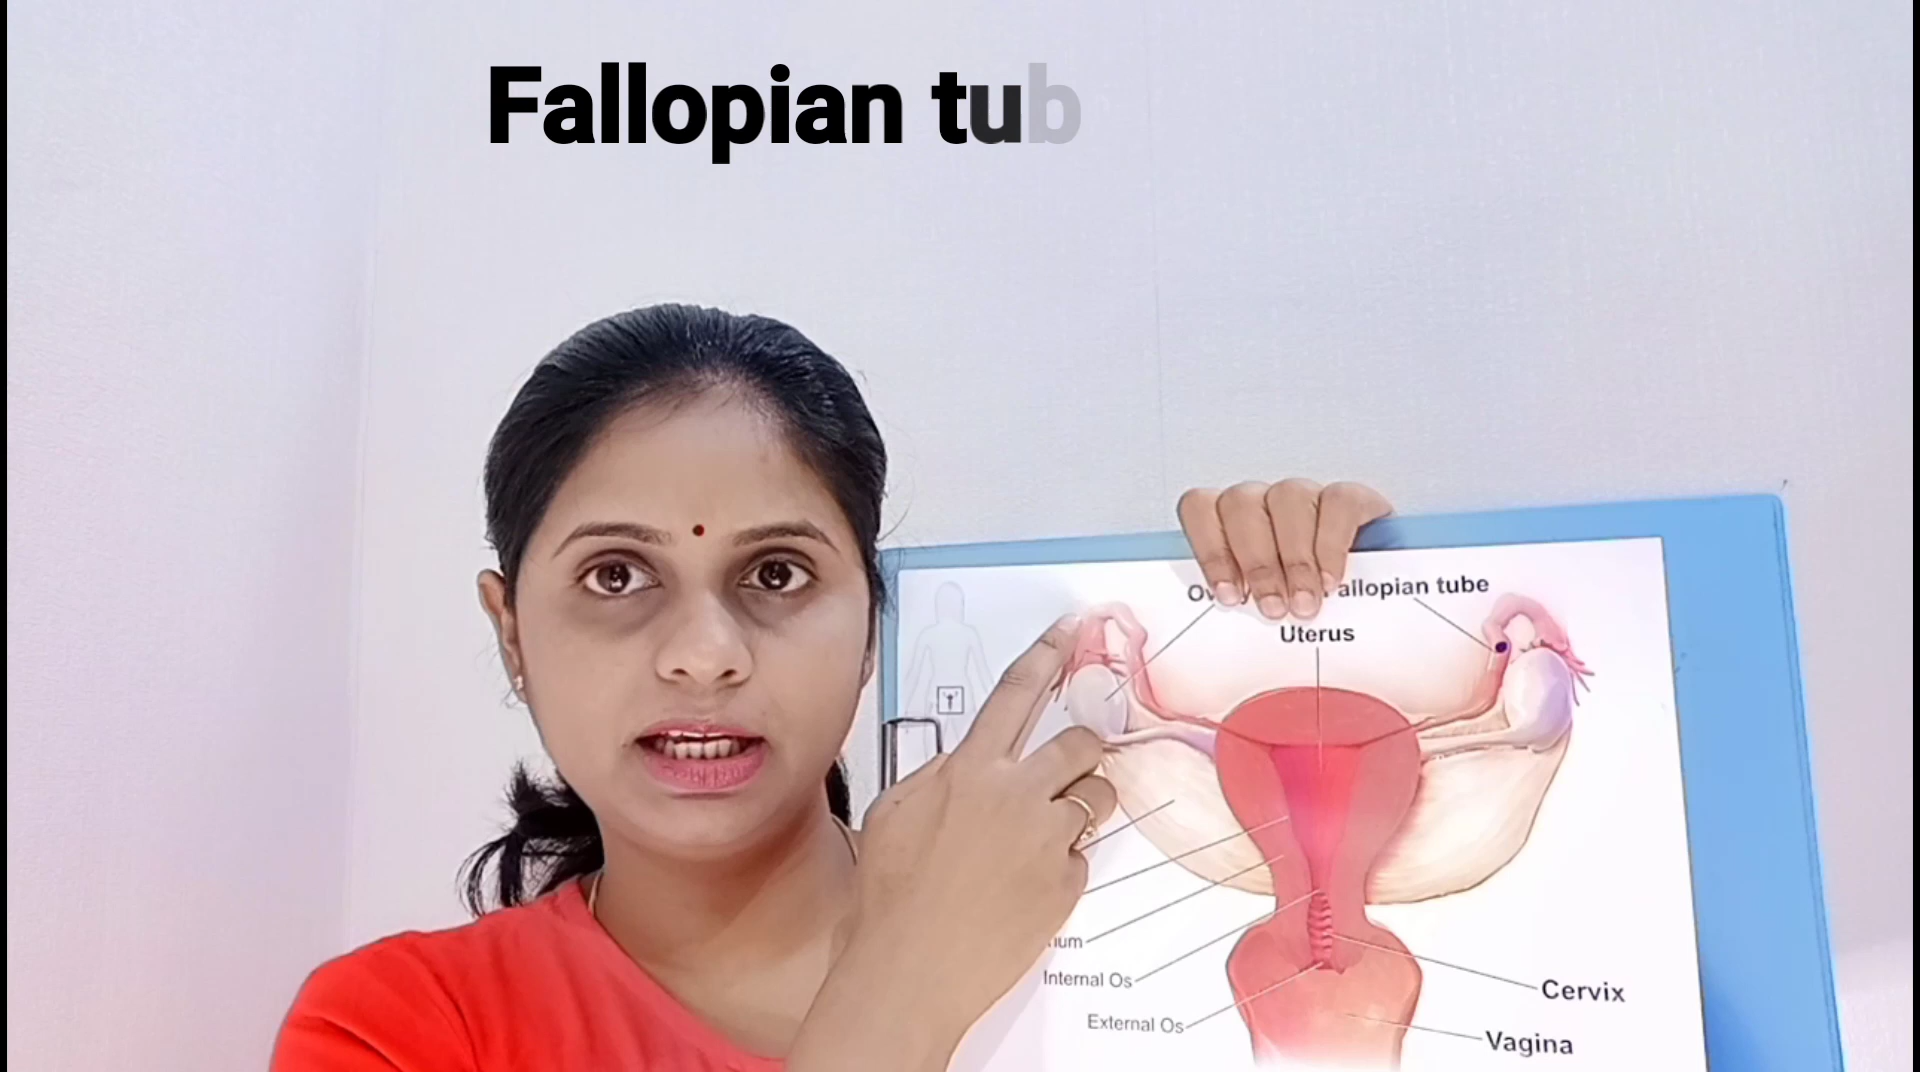 Fallopian tub
allopian tube
Uterus
Internal Os
External Os
Cervix
Vagina